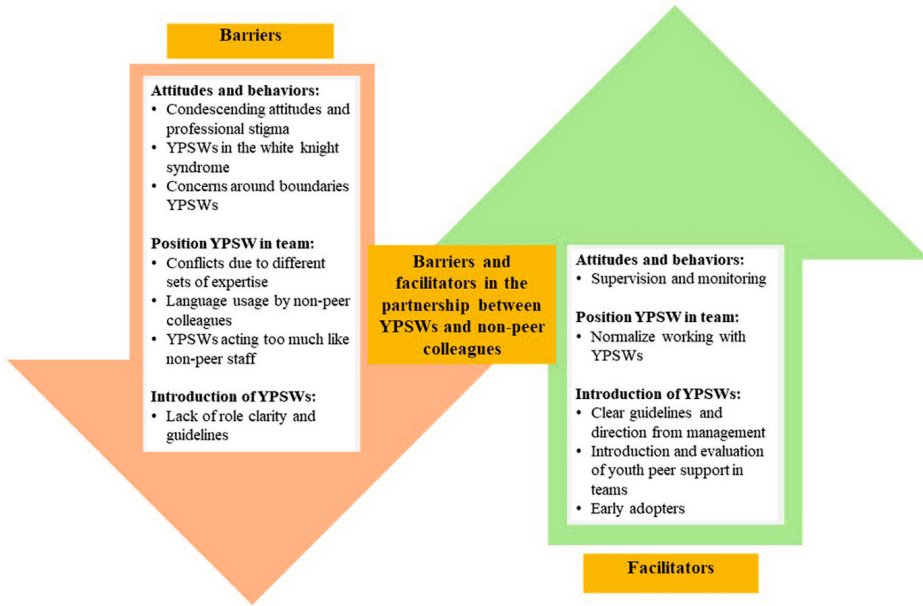 Barriers
Attitudes and behaviors:
• Condescending attitudes and
professional stigma
• YPSWs in the white knight
syndrome
• Concerns around boundaries
YPSWs
Position YPSW in team:
• Conflicts due to different
sets of expertise
• Language usage by non-peer
colleagues
• YPSWs acting too much like
non-peer staff
Introduction of YPSWs:
• Lack of role clarity and
guidelines
Barriers and
facilitators in the
partnership between
YPSWs and non-peer
colleagues
Attitudes and behaviors:
• Supervision and monitoring
Position YPSW in team:
• Normalize working with
YPSWs
Introduction of YPSWs:
• Clear guidelines and
direction from management
• Introduction and evaluation
of youth peer support in
teams
• Early adopters
Facilitators